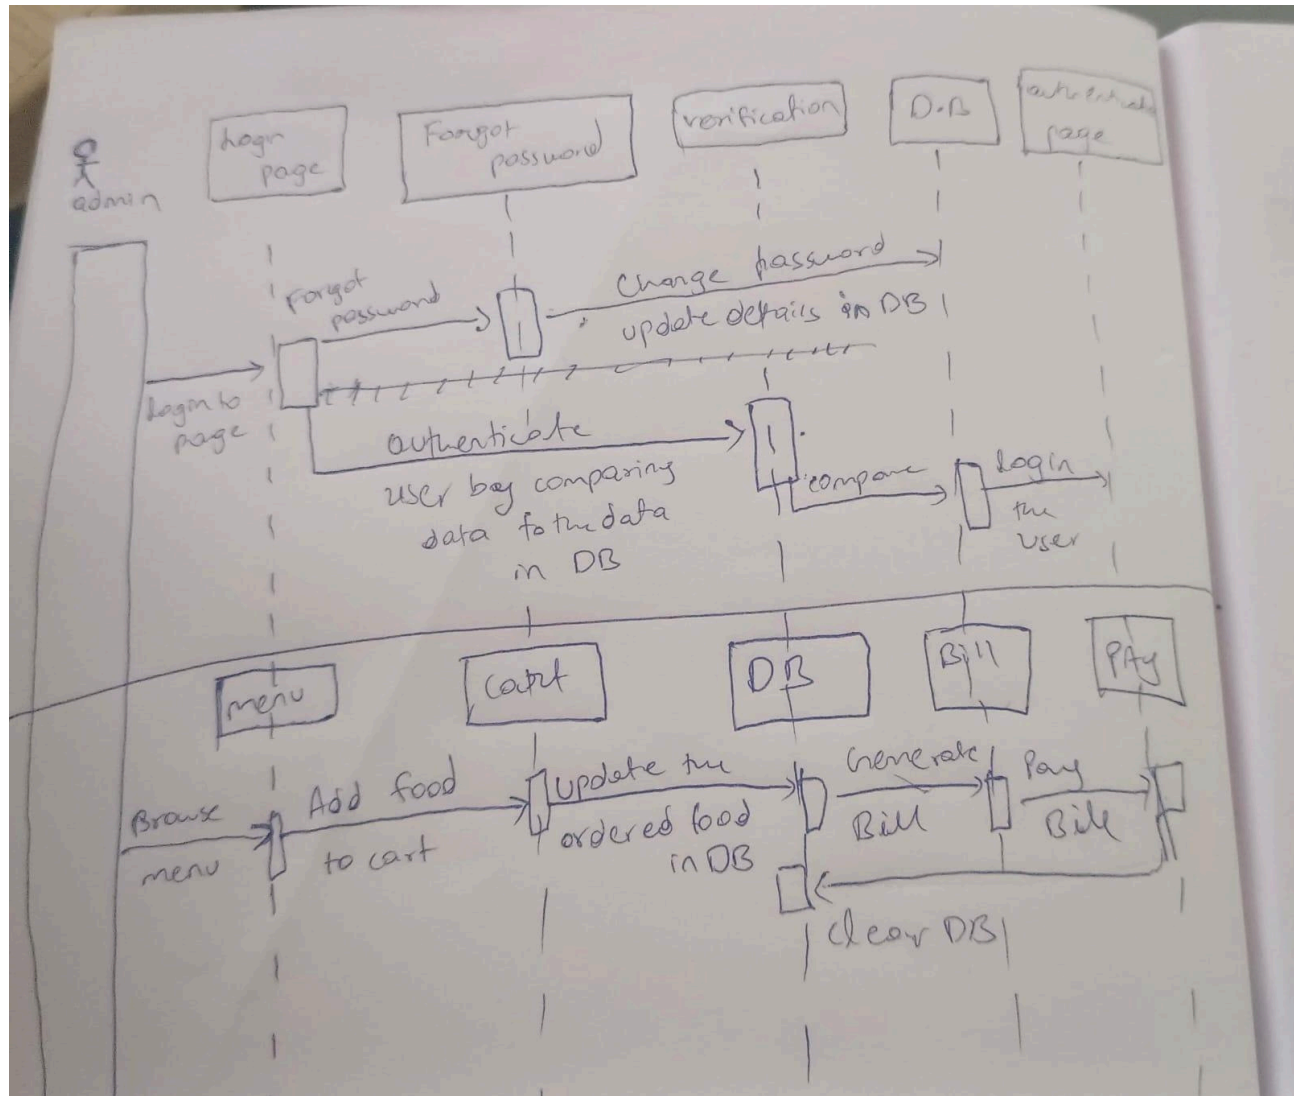 Login
page
Forgot
password
verification
D.B
page
admin
Forgot
password
Change password
update details in DB
Login to
page
authenticate
user by comparing
data to the data
in DB
compare
Login
the
user
menu
Cart
DB
Bill
PAy
Browse
menu
Add food
to cart
update the
ordered food
in DB
Generate
Bill
Pay
Bill
Clear DB